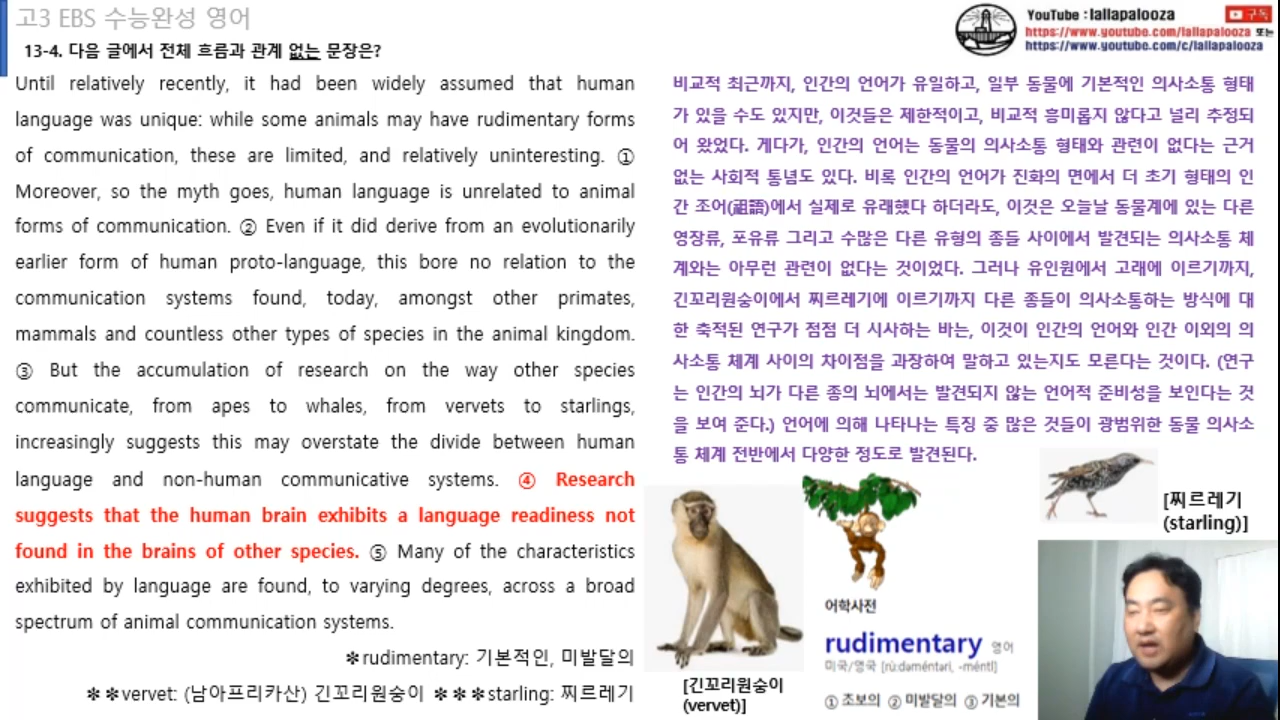 고3 EBS 수능완성 영어
13-4. 다음 글에서 전체 흐름과 관계 없는 문장은?
YouTube : lallapalooza
구독
https://www.youtube.com/lallapalooza 또는
https://www.youtube.com/c/lallapalooza
Until relatively recently, it had been widely assumed that human
language was unique: while some animals may have rudimentary forms
of communication, these are limited, and relatively uninteresting. ①
Moreover, so the myth goes, human language is unrelated to animal
forms of communication. ② Even if it did derive from an evolutionarily
earlier form of human proto-language, this bore no relation to the
communication systems found, today, amongst other primates,
mammals and countless other types of species in the animal kingdom.
③ But the accumulation of research on the way other species
communicate, from apes to whales, from vervets to starlings,
increasingly suggests this may overstate the divide between human
language and non-human communicative systems. ④ Research
suggests that the human brain exhibits a language readiness not
found in the brains of other species. ⑤ Many of the characteristics
exhibited by language are found, to varying degrees, across a broad
spectrum of animal communication systems.
✻rudimentary: 기본적인, 미발달의
✻✻vervet: (남아프리카산) 긴꼬리원숭이 ✻✻✻starling: 찌르레기
비교적 최근까지, 인간의 언어가 유일하고, 일부 동물에 기본적인 의사소통 형태
가 있을 수도 있지만, 이것들은 제한적이고, 비교적 흥미롭지 않다고 널리 추정되
어 왔었다. 게다가, 인간의 언어는 동물의 의사소통 형태와 관련이 없다는 근거
없는 사회적 통념도 있다. 비록 인간의 언어가 진화의 면에서 더 초기 형태의 인
간 조어(祖語)에서 실제로 유래했다 하더라도, 이것은 오늘날 동물계에 있는 다른
영장류, 포유류 그리고 수많은 다른 유형의 종들 사이에서 발견되는 의사소통 체
계와는 아무런 관련이 없다는 것이었다. 그러나 유인원에서 고래에 이르기까지,
긴꼬리원숭이에서 찌르레기에 이르기까지 다른 종들이 의사소통하는 방식에 대
한 축적된 연구가 점점 더 시사하는 바는, 이것이 인간의 언어와 인간 이외의 의
사소통 체계 사이의 차이점을 과장하여 말하고 있는지도 모른다는 것이다. (연구
는 인간의 뇌가 다른 종의 뇌에서는 발견되지 않는 언어적 준비성을 보인다는 것
을 보여 준다.) 언어에 의해 나타나는 특징 중 많은 것들이 광범위한 동물 의사소
통 체계 전반에서 다양한 정도로 발견된다.
[찌르레기
(starling)]
[긴꼬리원숭이
(vervet)]
어학사전
rudimentary 영어
미국/영국 [rùːdəméntəri, -méntl]
① 초보의 ② 미발달의 ③ 기본의